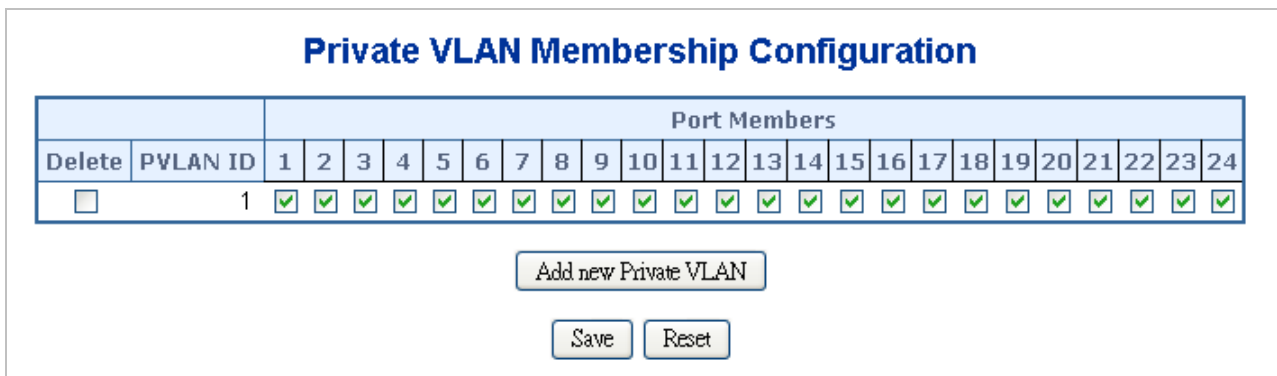 Private VLAN Membership Configuration
Port Members
Delete PVLAN ID 1 2 3 4 5 6 7 8 9 10 11 12 13 14 15 16 17 18 19 20 21 22 23 24
1
Add new Private VLAN
Save Reset